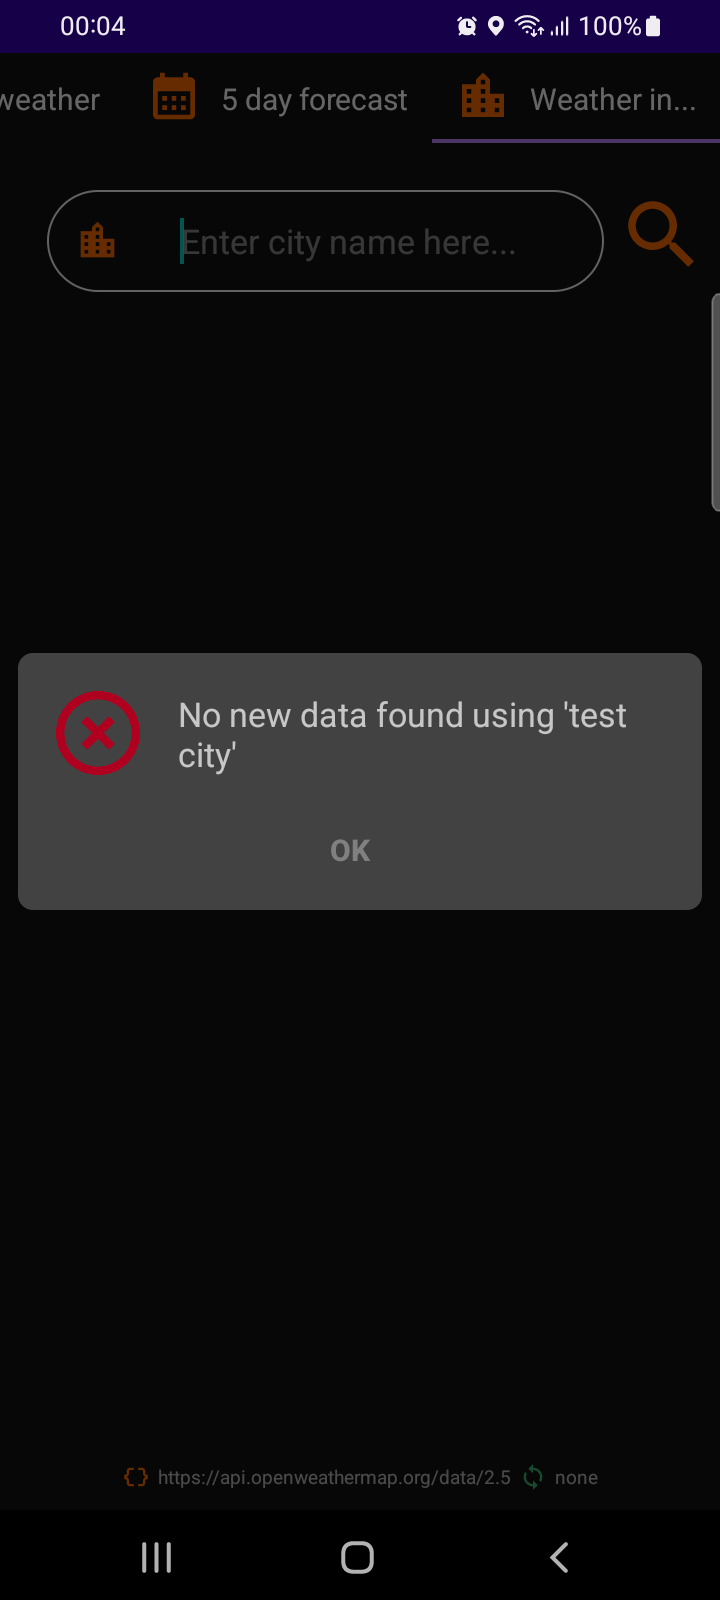 00:04
100%
weather
5 day forecast
Weather in...
Enter city name here...
No new data found using 'test
city'
OK
https://api.openweathermap.org/data/2.5
none